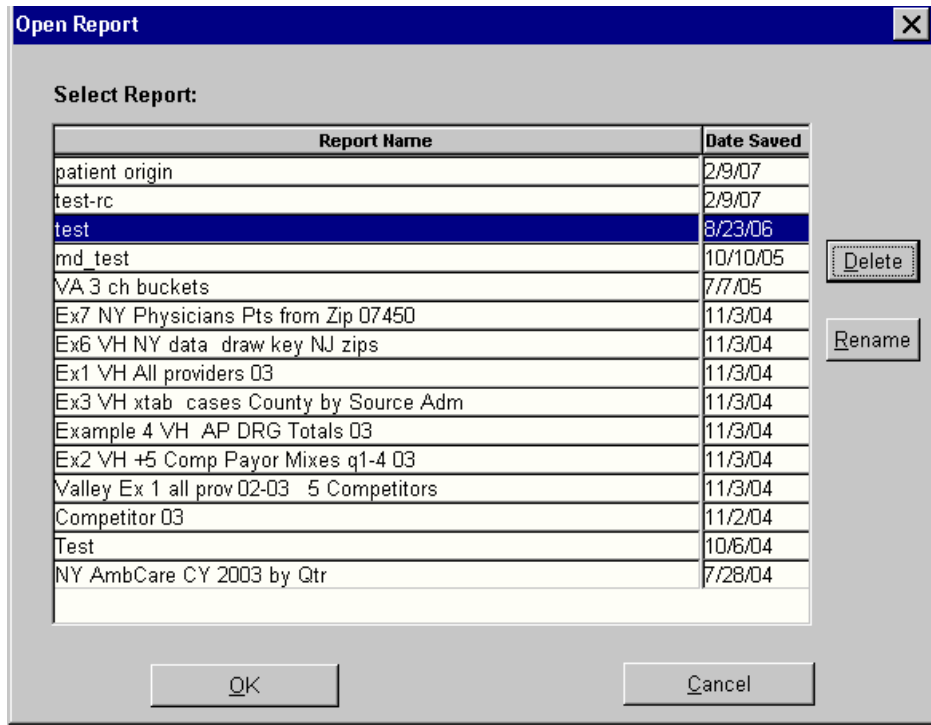 Open Report
Select Report:
Report Name Date Saved
patient origin 2/9/07
test-rc 2/9/07
test 8/23/06
md_test 10/10/05
VA 3 ch buckets 7/7/05
Ex7 NY Physicians Pts from Zip 07450 11/3/04
Ex6 VH NY data  draw key NJ zips 11/3/04
Ex1 VH All providers 03 11/3/04
Ex3 VH xtab  cases County by Source Adm 11/3/04
Example 4 VH  AP DRG Totals 03 11/3/04
Ex2 VH +5 Comp Payor Mixes q1-4 03 11/3/04
Valley Ex 1 all prov 02-03   5 Competitors 11/3/04
Competitor 03 11/2/04
Test 10/6/04
NY AmbCare CY 2003 by Qtr 7/28/04
Delete
Rename
OK Cancel